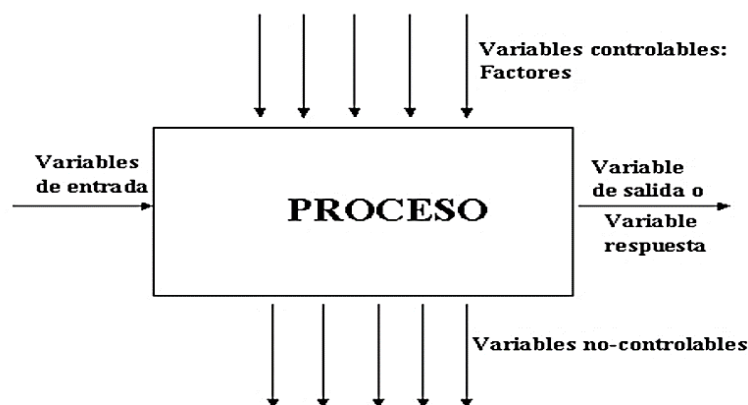 Variables controlables:
Factores
Variables
de entrada
PROCESO
Variable
de salida o
Variable
respuesta
Variables no-controlables